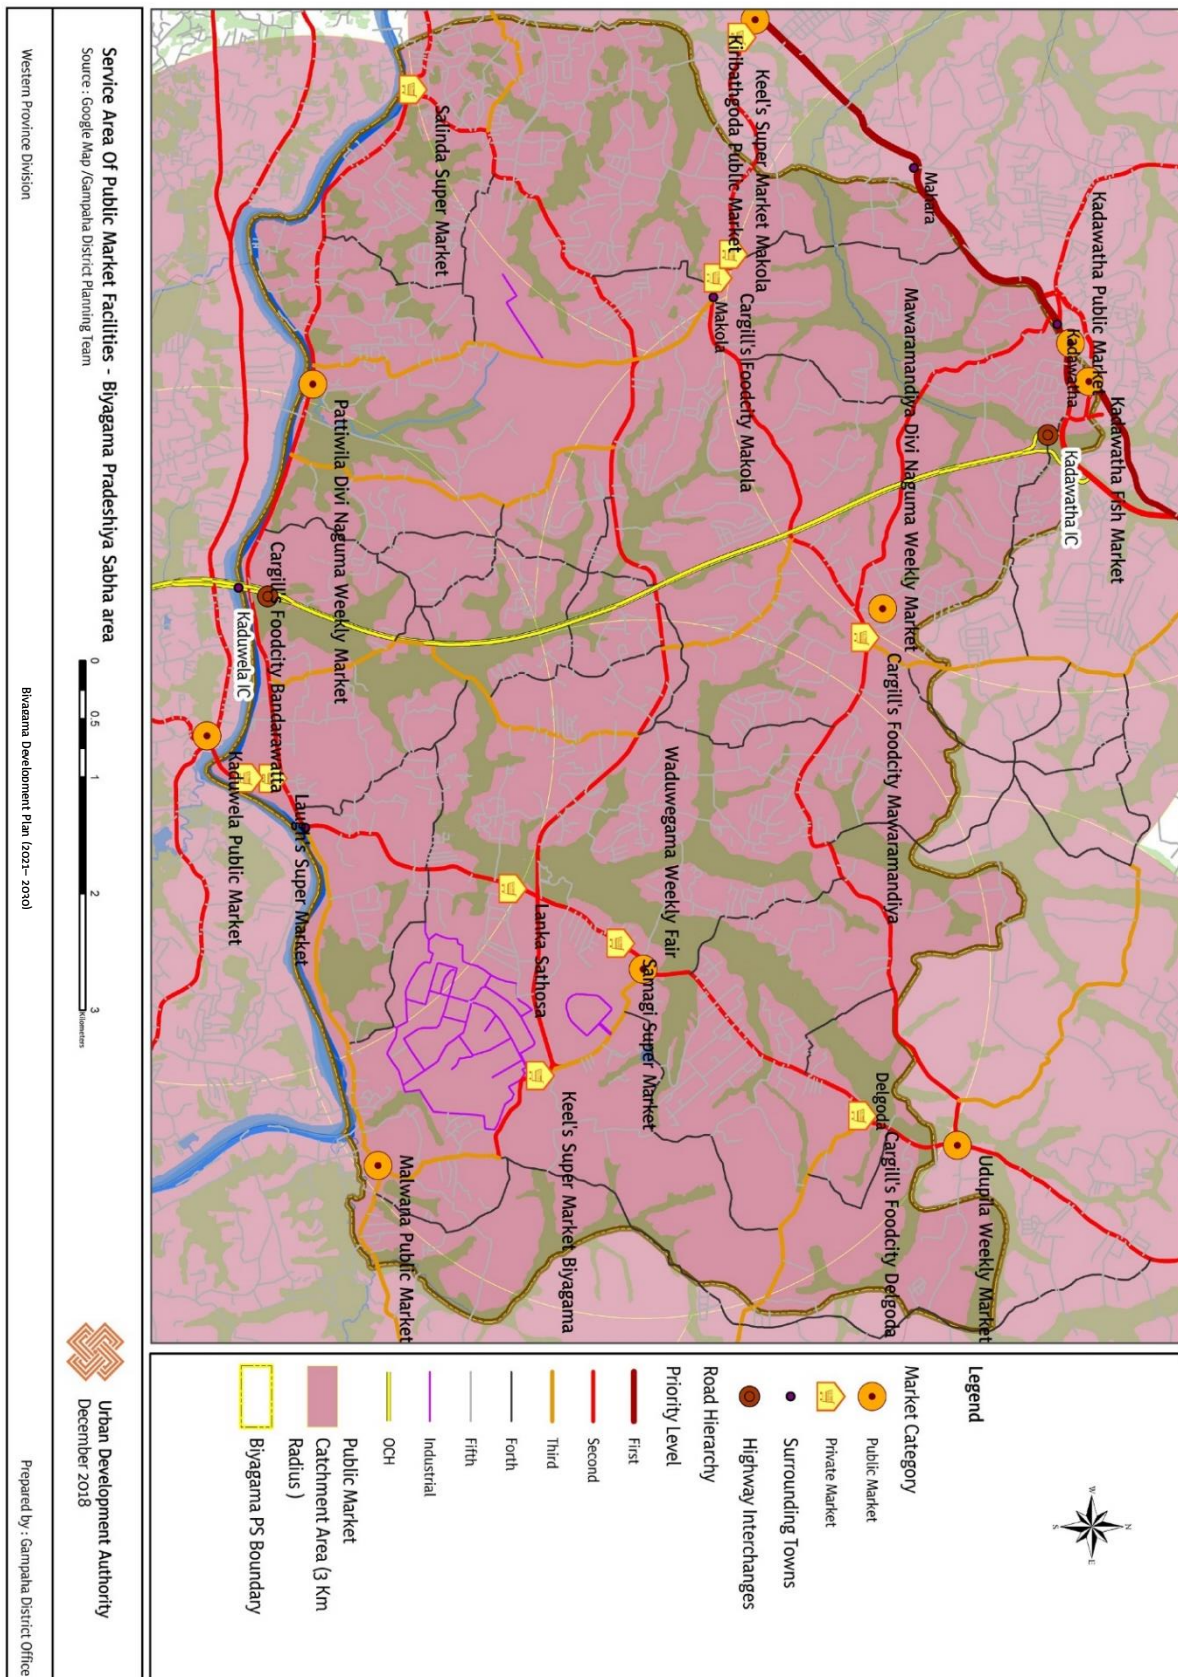 Kiribathgoda Public Market
Keel's Super Market Makola
Mahara
Kadawatha Public Market
Kadawatha
Kadawatha Fish Market
Kadawatha IC
Salinda Super Market
Makola
Cargill's Foodcity Makola
Mawaramandiya Divi Naguma Weekly Market
Pattiwila Divi Naguma Weekly Market
Cargill's Foodcity Bandarawatta
Kaduwela IC
Cargill's Foodcity Mawaramandiya
Waduwegama Weekly Fair
Kaduwela Public Market
Laugh's Super Market
Lanka Sathosa
Samagi Super Market
Delgoda
Cargill's Foodcity Delgoda
Udupila Weekly Market
Keel's Super Market Biyagama
Malwana Public Market
N
W
E
S
Legend
Market Category
Public Market
Private Market
Surrounding Towns
Highway Interchanges
Road Hierarchy
Priority Level
First
Second
Third
Forth
Fifth
Industrial
OCH
Public Market
Catchment Area (3 Km
Radius )
Biyagama PS Boundary
Service Area Of Public Market Facilities - Biyagama Pradeshiya Sabha area
Source : Google Map /Gampaha District Planning Team
0 0.5 1 2 3
Kilometers
Urban Development Authority
December 2018
Western Province Division
Biyagama Development Plan (2021– 2030)
Prepared by : Gampaha District Office